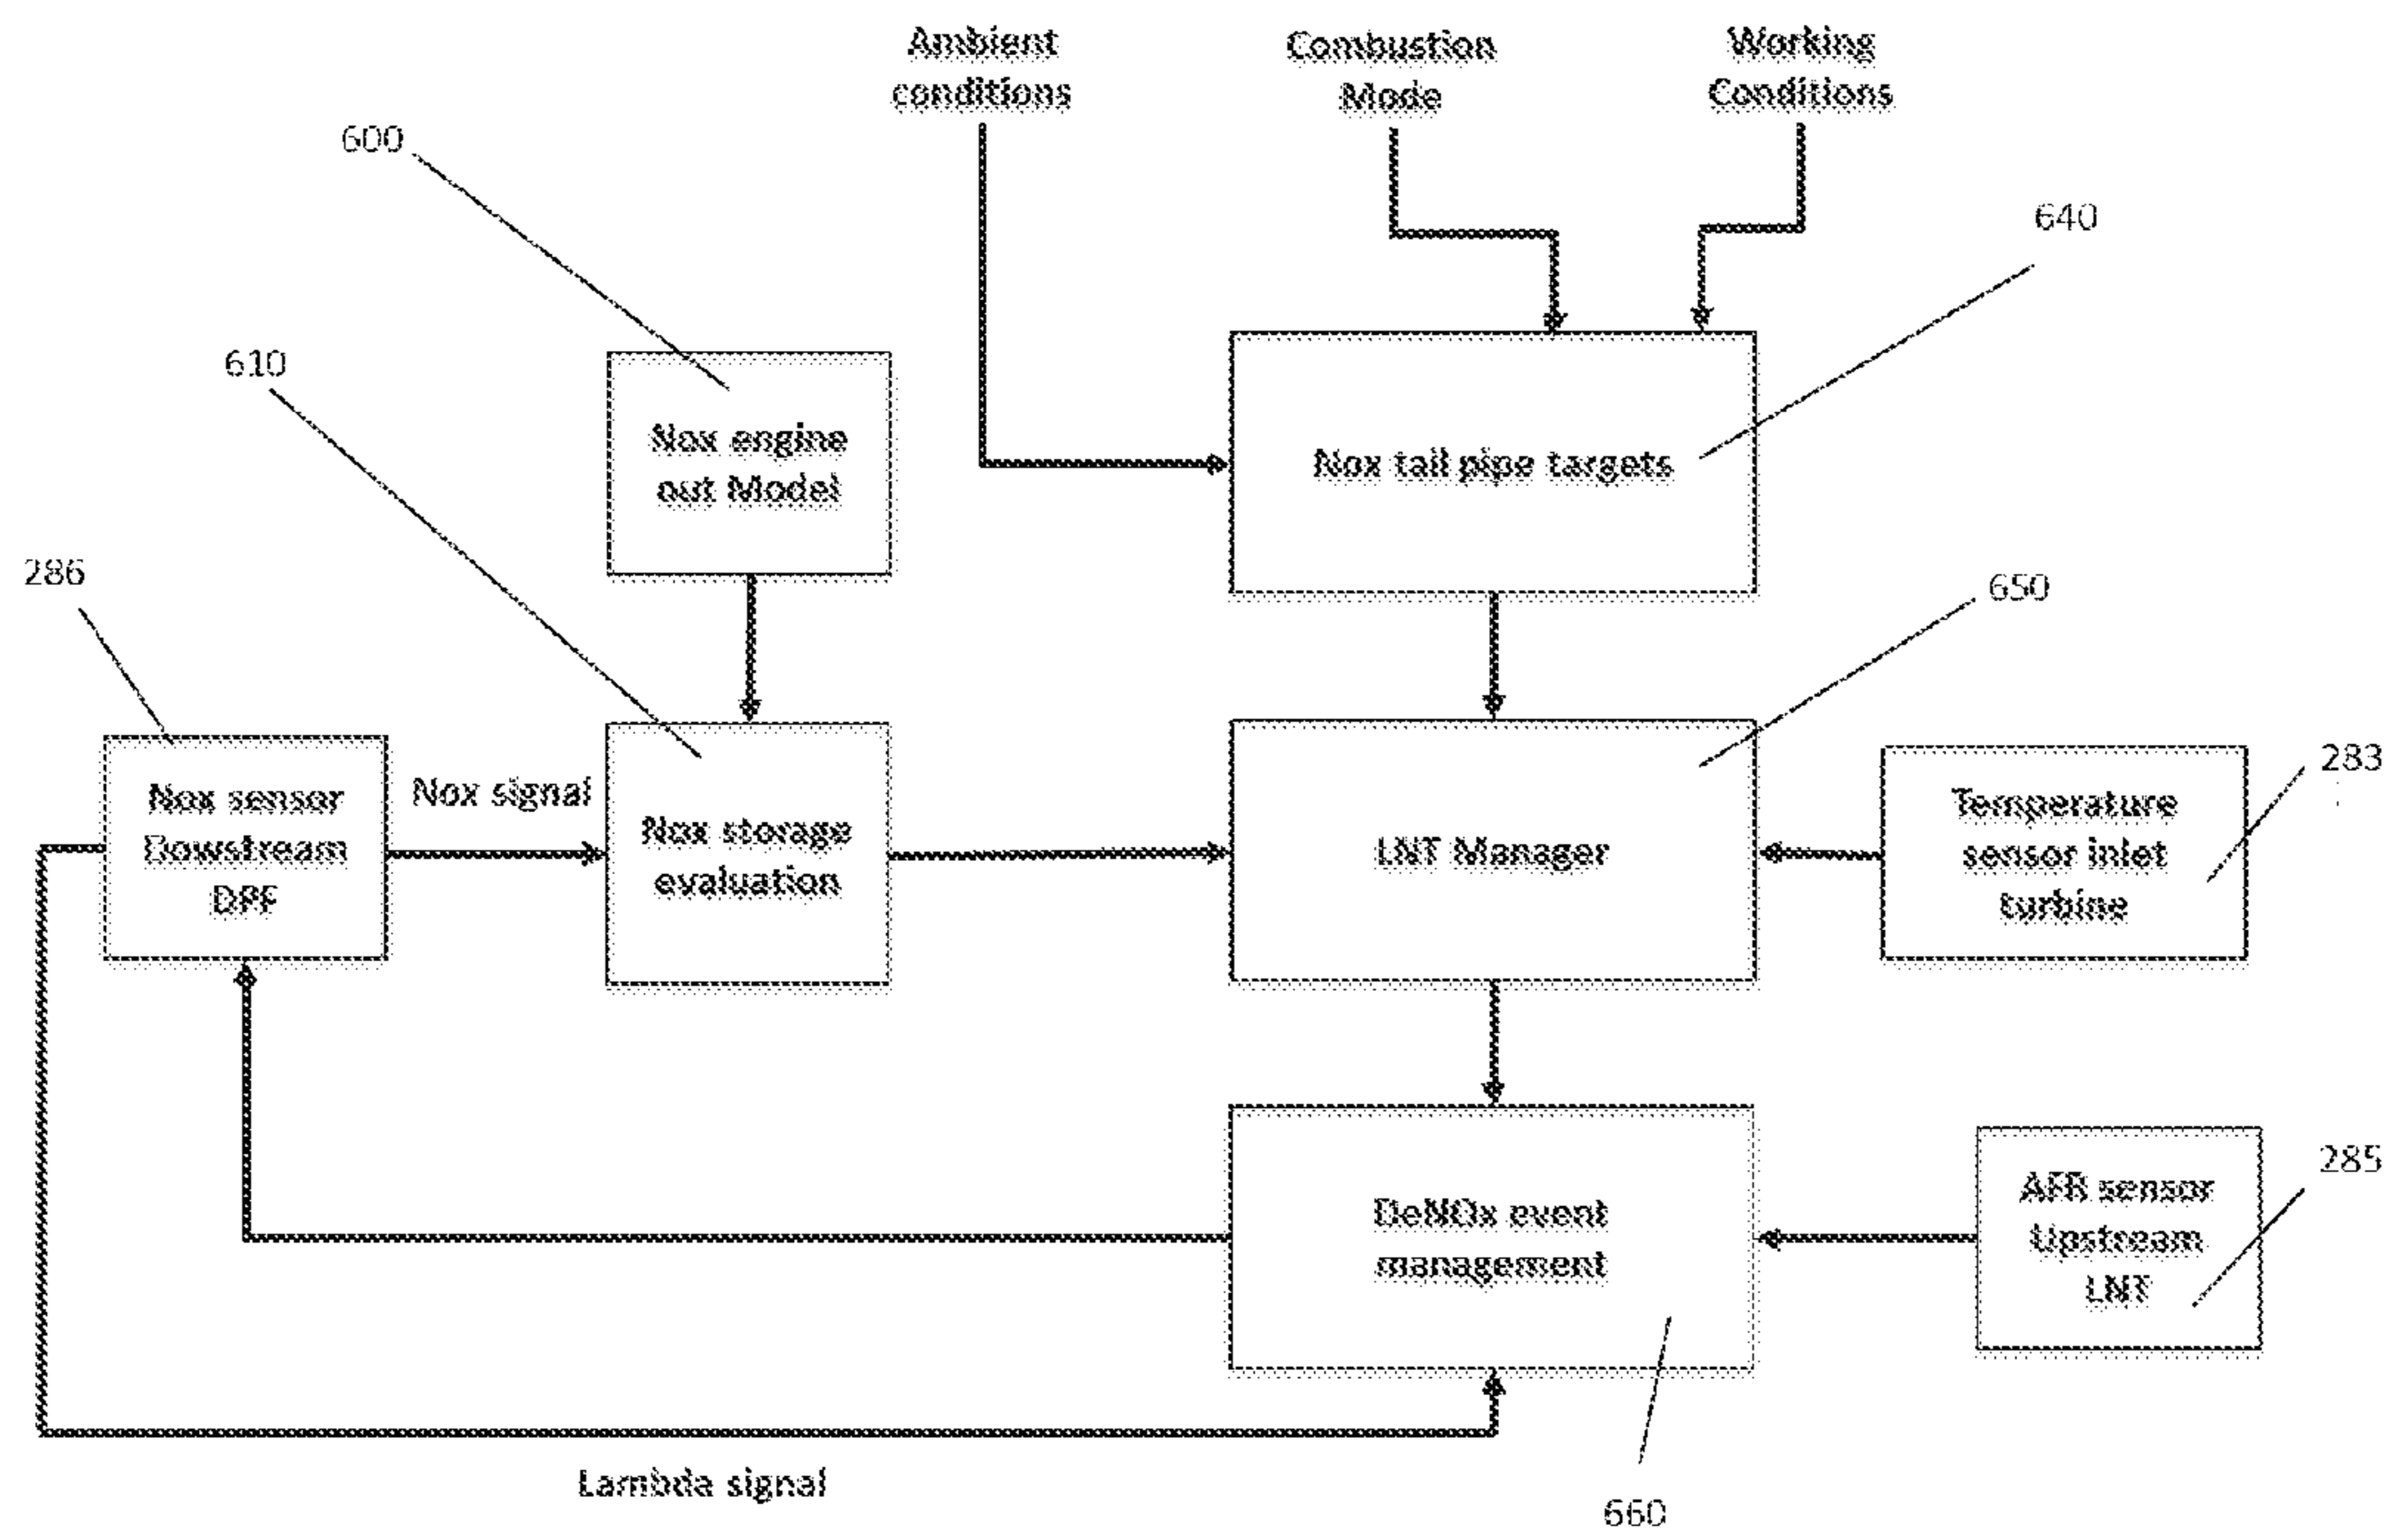 Ambient
conditions
Combustion
Mode
Working
Conditions
600
640
610
Nox engine
out Model
Nox tail pipe targets
286
650
Nox sensor
Dowstream
DPF
Nox signal
Nox storage
evaluation
LNT Manager
Temperature
sensor inlet
turbine
283
DeNOx event
management
AFR sensor
Upstream
LNT
285
Lambda signal
660